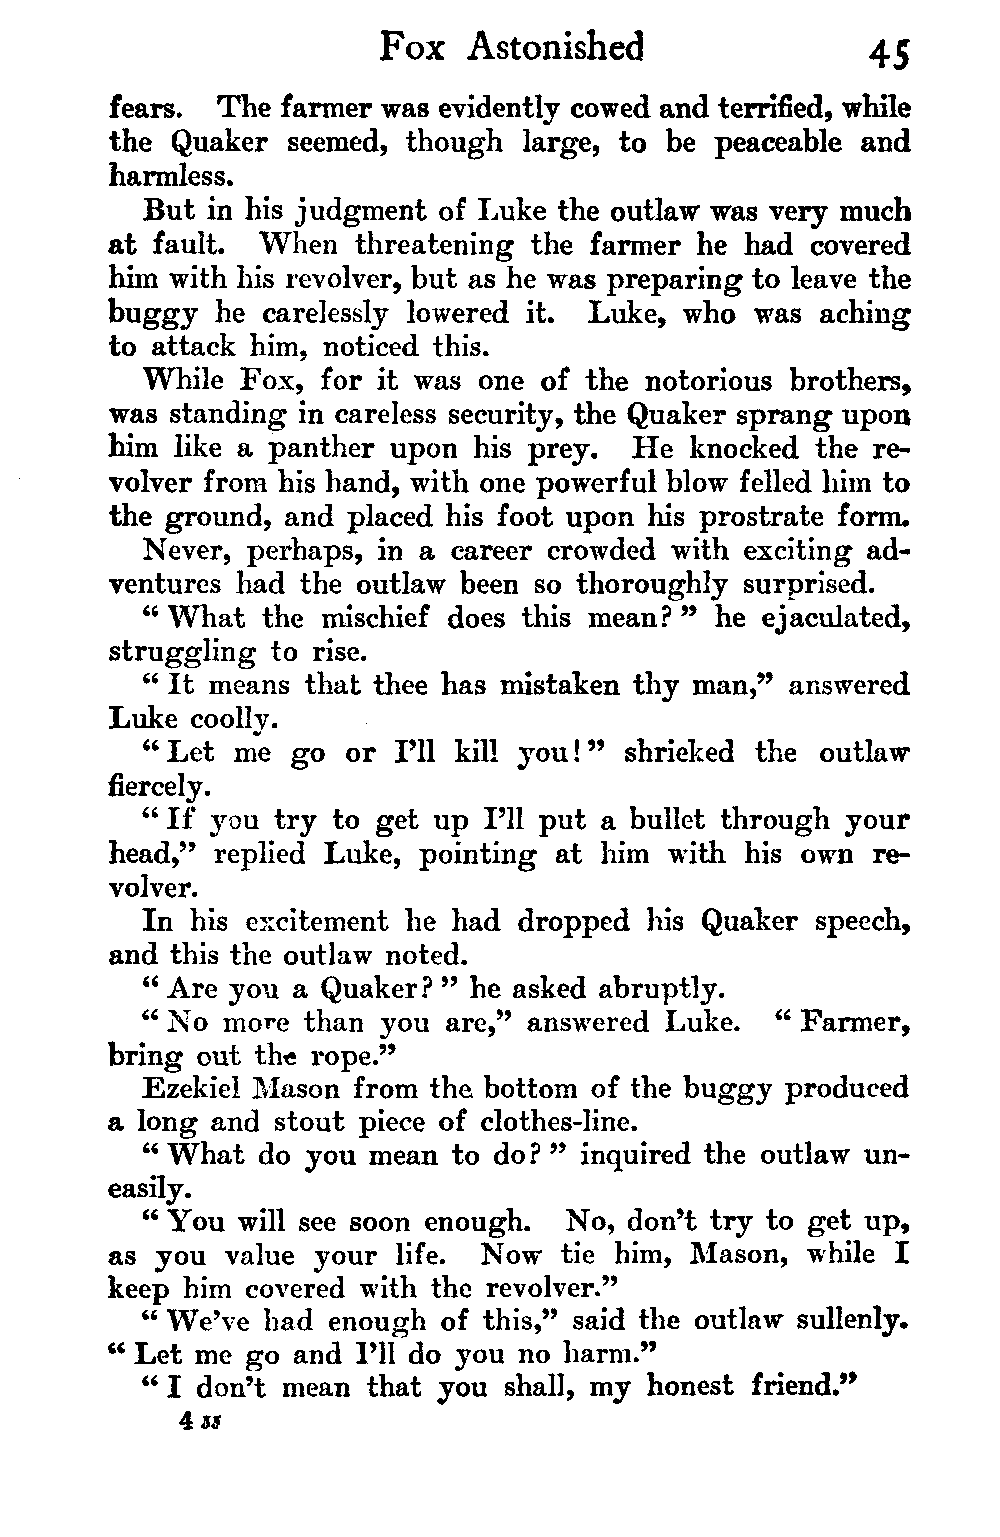 Fox Astonished 45
fears. The farmer was evidently cowed and terrified, while
the Quaker seemed, though large, to be peaceable and
harmless.
But in his judgment of Luke the outlaw was very much
at fault. When threatening the farmer he had covered
him with his revolver, but as he was preparing to leave the
buggy he carelessly lowered it. Luke, who was aching
to attack him, noticed this.
While Fox, for it was one of the notorious brothers,
was standing in careless security, the Quaker sprang upon
him like a panther upon his prey. He knocked the re-
volver from his hand, with one powerful blow felled him to
the ground, and placed his foot upon his prostrate form.
Never, perhaps, in a career crowded with exciting ad-
ventures had the outlaw been so thoroughly surprised.
“ What the mischief does this mean? ” he ejaculated,
struggling to rise.
“ It means that thee has mistaken thy man,” answered
Luke coolly.
“ Let me go or I’ll kill you! ” shrieked the outlaw
fiercely.
“ If you try to get up I’ll put a bullet through your
head,” replied Luke, pointing at him with his own re-
volver.
In his excitement he had dropped his Quaker speech,
and this the outlaw noted.
“ Are you a Quaker? ” he asked abruptly.
“ No more than you are,” answered Luke. “ Farmer,
bring out the rope.”
Ezekiel Mason from the bottom of the buggy produced
a long and stout piece of clothes-line.
“ What do you mean to do? ” inquired the outlaw un-
easily.
“ You will see soon enough. No, don’t try to get up,
as you value your life. Now tie him, Mason, while I
keep him covered with the revolver.”
“ We’ve had enough of this,” said the outlaw sullenly.
“ Let me go and I’ll do you no harm.”
“ I don’t mean that you shall, my honest friend.”
4 ss